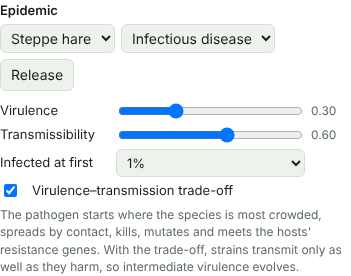 Epidemic
Steppe hare Infectious disease
Release
Virulence 0.30
Transmissibility 0.60
Infected at first 1%
Virulence–transmission trade-off
The pathogen starts where the species is most crowded,
spreads by contact, kills, mutates and meets the hosts'
resistance genes. With the trade-off, strains transmit only as
well as they harm, so intermediate virulence evolves.